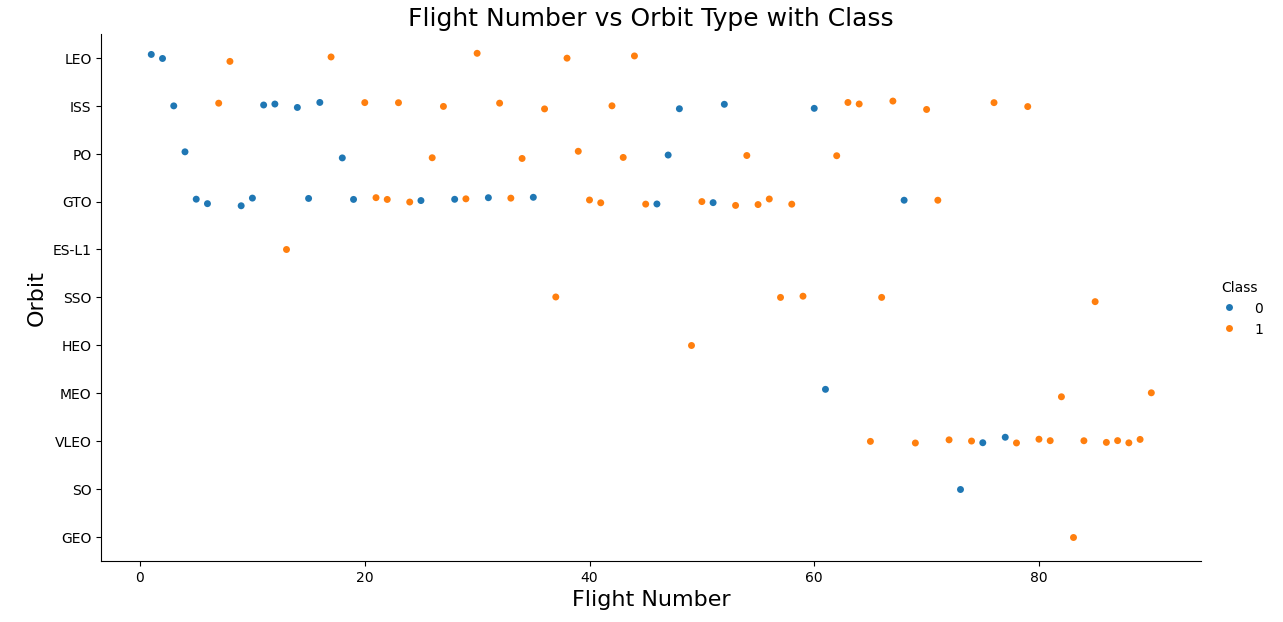 Flight Number vs Orbit Type with Class
LEO
ISS
PO
GTO
ES-L1
SSO
HEO
MEO
VLEO
SO
GEO
Orbit
0 20 40 60 80
Flight Number
Class
0
1